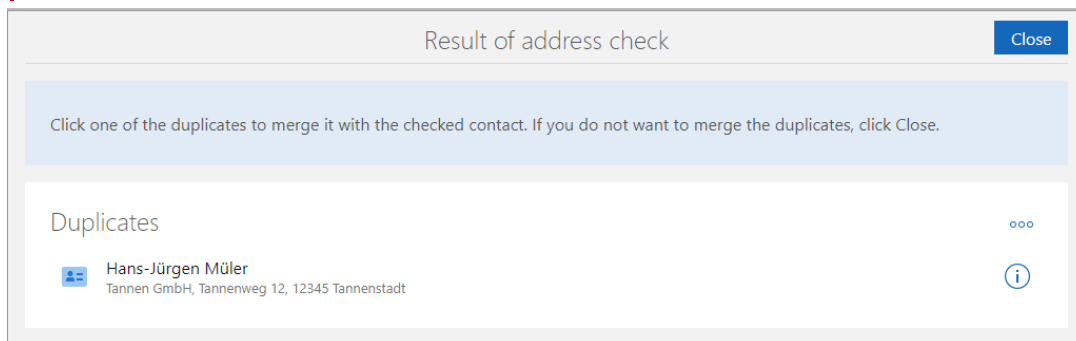 Result of address check
Close
Click one of the duplicates to merge it with the checked contact. If you do not want to merge the duplicates, click Close.
Duplicates
Hans-Jürgen Müler
Tannen GmbH, Tannenweg 12, 12345 Tannenstadt